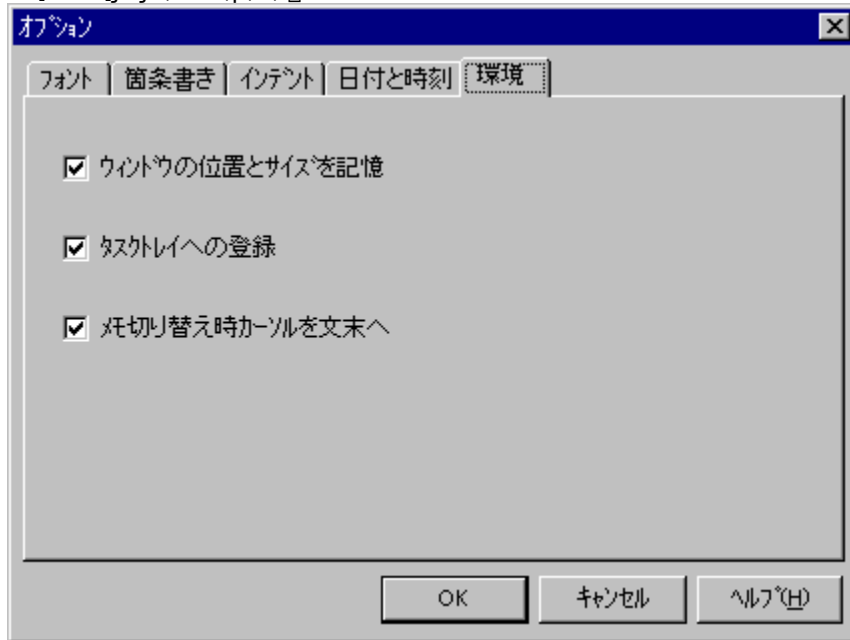 オプション
フォント 箇条書き インデント 日付と時刻 環境
ウィンドウの位置とサイズを記憶
タスクトレイへの登録
メモ切り替え時カーソルを文末へ
OK キャンセル ヘルプ(H)